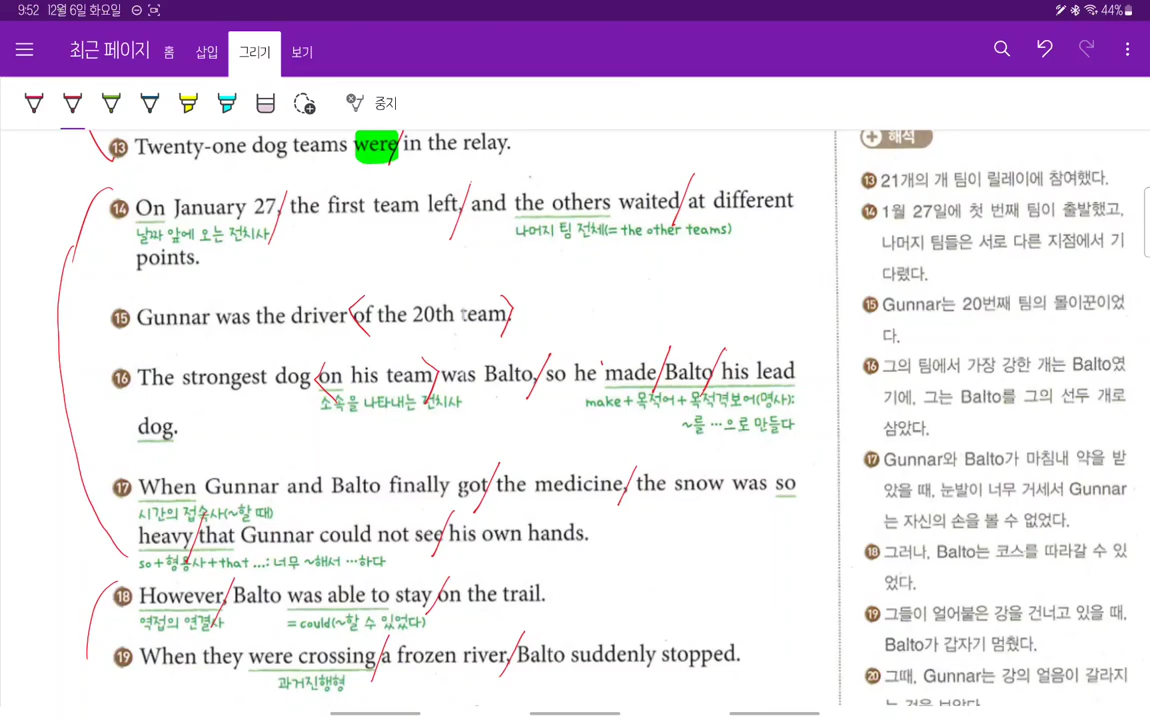 9:52 12월 6일 화요일 44%
최근 페이지 홈 삽입 그리기 보기
중지
⑬ Twenty-one dog teams were in the relay.
⑭ On January 27, the first team left, and the others waited at different
날짜 앞에 오는 전치사 나머지 팀 전체(= the other teams)
points.
⑮ Gunnar was the driver of the 20th team.
⑯ The strongest dog on his team was Balto, so he made Balto his lead
소속을 나타내는 전치사 make+목적어+목적격보어(명사):
~를 …으로 만들다
dog.
⑰ When Gunnar and Balto finally got the medicine, the snow was so
시간의 접속사(~할 때)
heavy that Gunnar could not see his own hands.
so+형용사+that …: 너무 ~해서 …하다
⑱ However, Balto was able to stay on the trail.
역접의 연결사 = could(~할 수 있었다)
⑲ When they were crossing a frozen river, Balto suddenly stopped.
과거진행형
해석
⑬ 21개의 개 팀이 릴레이에 참여했다.
⑭ 1월 27일에 첫 번째 팀이 출발했고,
나머지 팀들은 서로 다른 지점에서 기
다렸다.
⑮ Gunnar는 20번째 팀의 몰이꾼이었
다.
⑯ 그의 팀에서 가장 강한 개는 Balto였
기에, 그는 Balto를 그의 선두 개로
삼았다.
⑰ Gunnar와 Balto가 마침내 약을 받
았을 때, 눈발이 너무 거세서 Gunnar
는 자신의 손을 볼 수 없었다.
⑱ 그러나, Balto는 코스를 따라갈 수 있
었다.
⑲ 그들이 얼어붙은 강을 건너고 있을 때,
Balto가 갑자기 멈췄다.
⑳ 그때, Gunnar는 강의 얼음이 갈라지
는 것을 보았다.